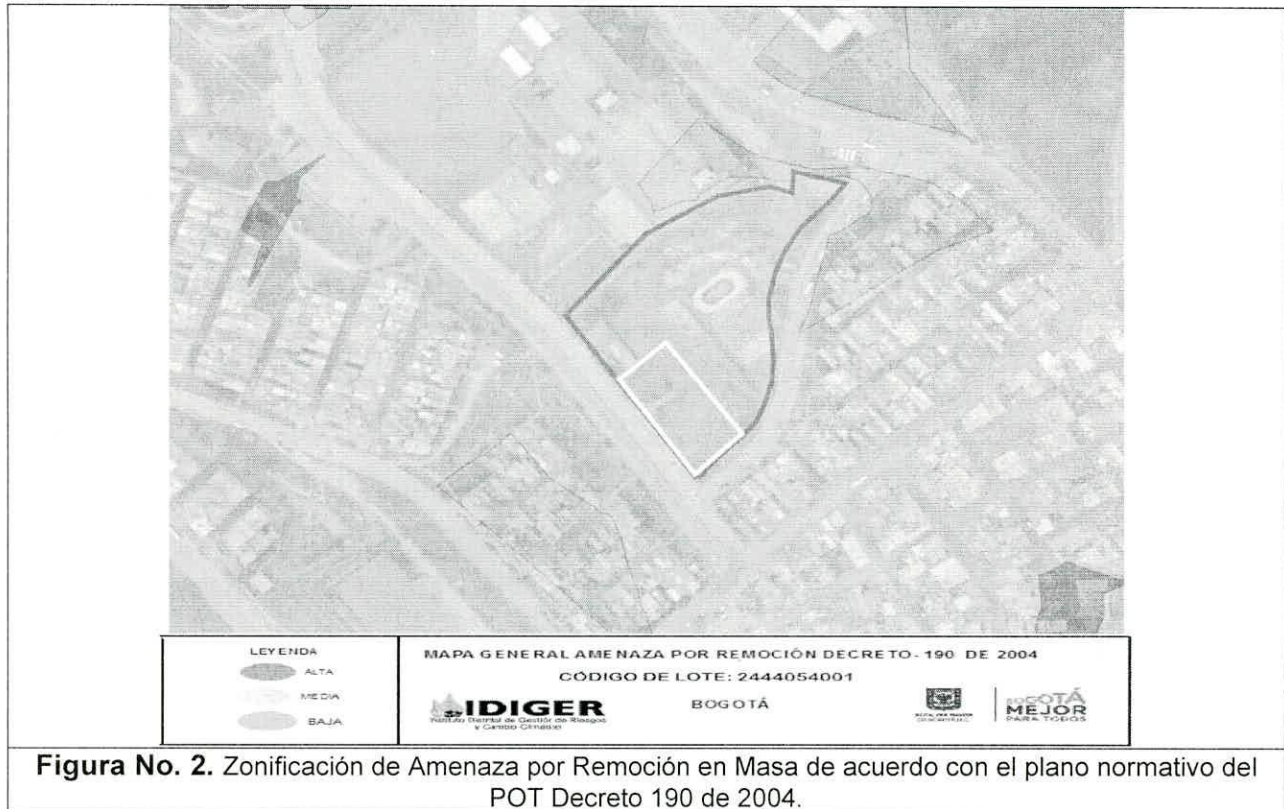 LEYENDA
ALTA
MEDIA
BAJA
MAPA GENERAL AMENAZA POR REMOCIÓN DECRETO-190 DE 2004
CÓDIGO DE LOTE: 2444054001
IDIGER
Instituto Distrital de Gestión de Riesgos
y Cambio Climático
BOGOTÁ
BOGOTÁ
MEJOR
PARA TODOS
Figura No. 2. Zonificación de Amenaza por Remoción en Masa de acuerdo con el plano normativo del
POT Decreto 190 de 2004.